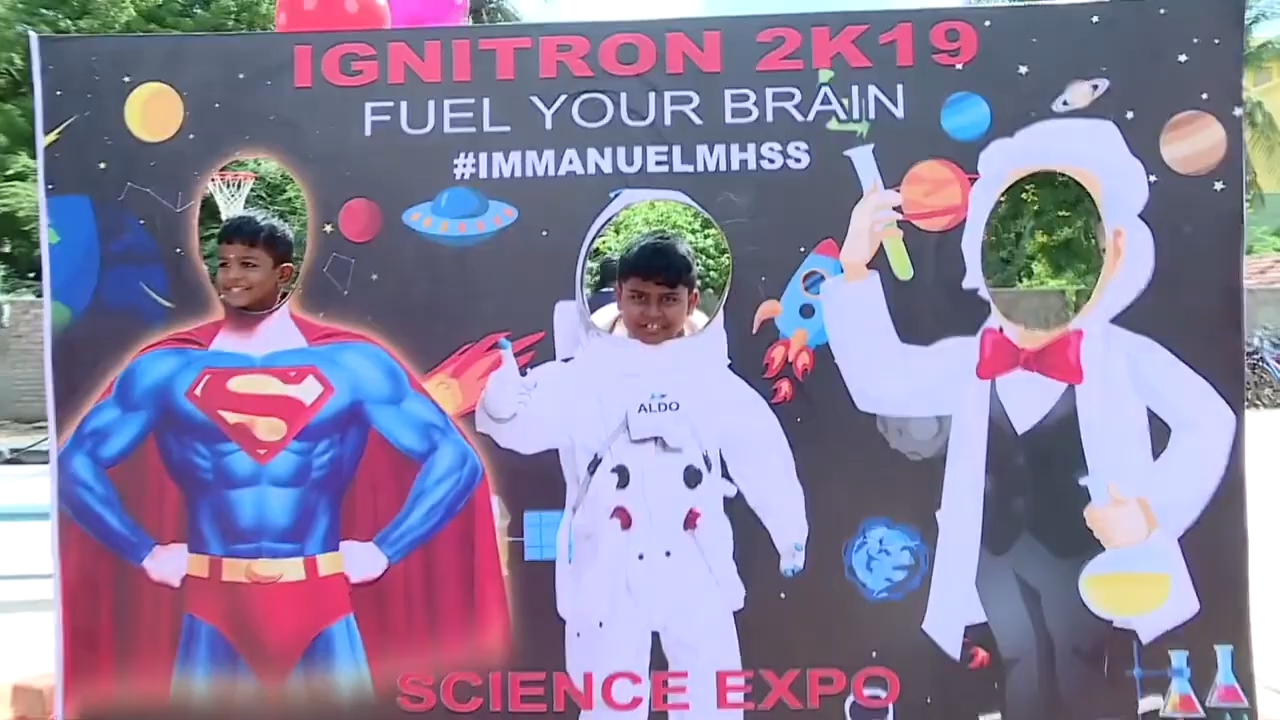 IGNITRON 2K19
FUEL YOUR BRAIN
#IMMANUELMHSS
S
ALDO
SCIENCE EXPO